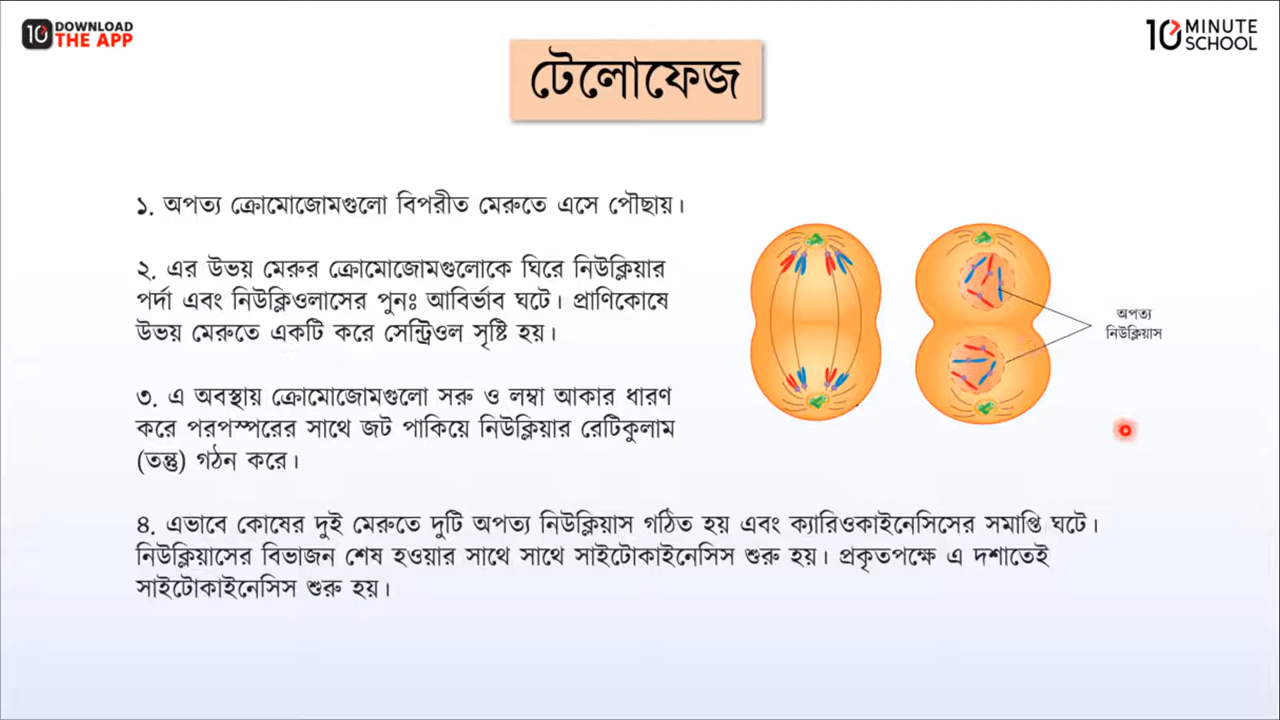 10 DOWNLOAD
THE APP
10 MINUTE
SCHOOL
টেলোফেজ
১. অপত্য ক্রোমোজোমগুলো বিপরীত মেরুতে এসে পৌছায়।
২. এর উভয় মেরুর ক্রোমোজোমগুলোকে ঘিরে নিউক্লিয়ার
পর্দা এবং নিউক্লিওলাসের পুনঃ আবির্ভাব ঘটে। প্রাণিকোষে
উভয় মেরুতে একটি করে সেন্ট্রিওল সৃষ্টি হয়।
অপত্য
নিউক্লিয়াস
৩. এ অবস্থায় ক্রোমোজোমগুলো সরু ও লম্বা আকার ধারণ
করে পরপস্পরের সাথে জট পাকিয়ে নিউক্লিয়ার রেটিকুলাম
(তন্তু) গঠন করে।
৪. এভাবে কোষের দুই মেরুতে দুটি অপত্য নিউক্লিয়াস গঠিত হয় এবং ক্যারিওকাইনেসিসের সমাপ্তি ঘটে।
নিউক্লিয়াসের বিভাজন শেষ হওয়ার সাথে সাথে সাইটোকাইনেসিস শুরু হয়। প্রকৃতপক্ষে এ দশাতেই
সাইটোকাইনেসিস শুরু হয়।